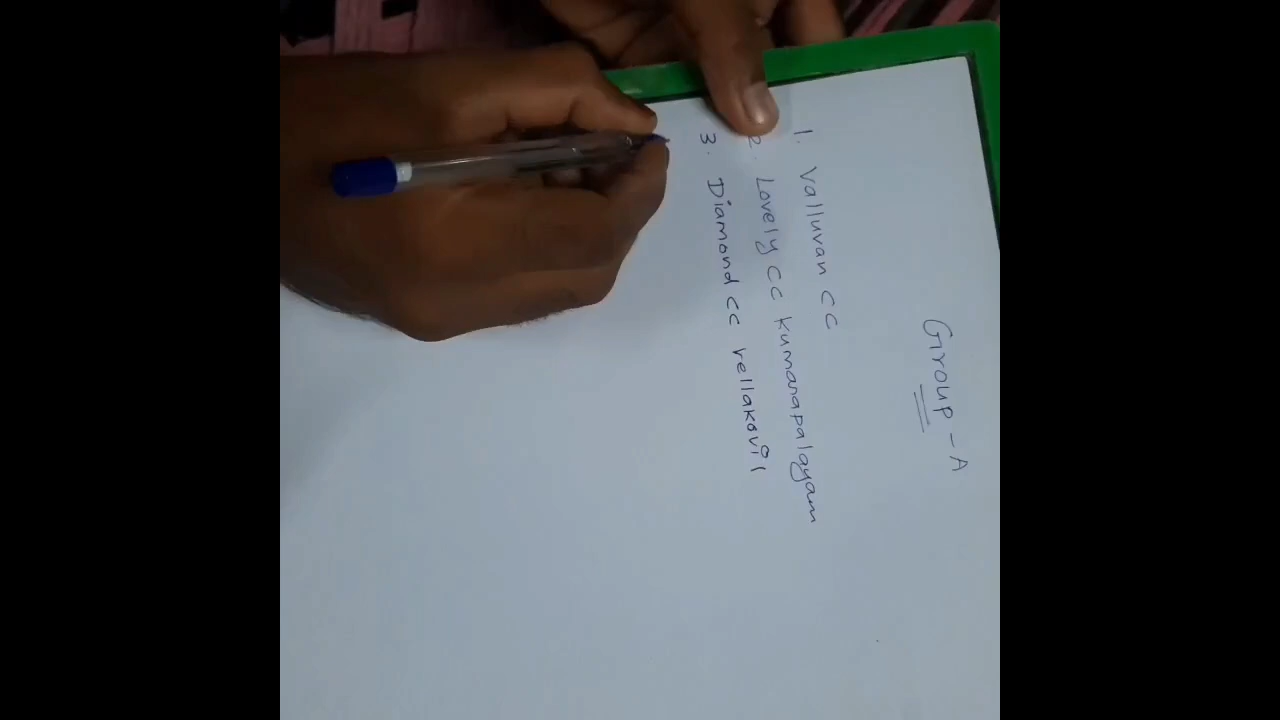 Group - A
1. Valluvan CC
2. Lovely CC Kumarapalayam
3. Diamond CC vellakovil